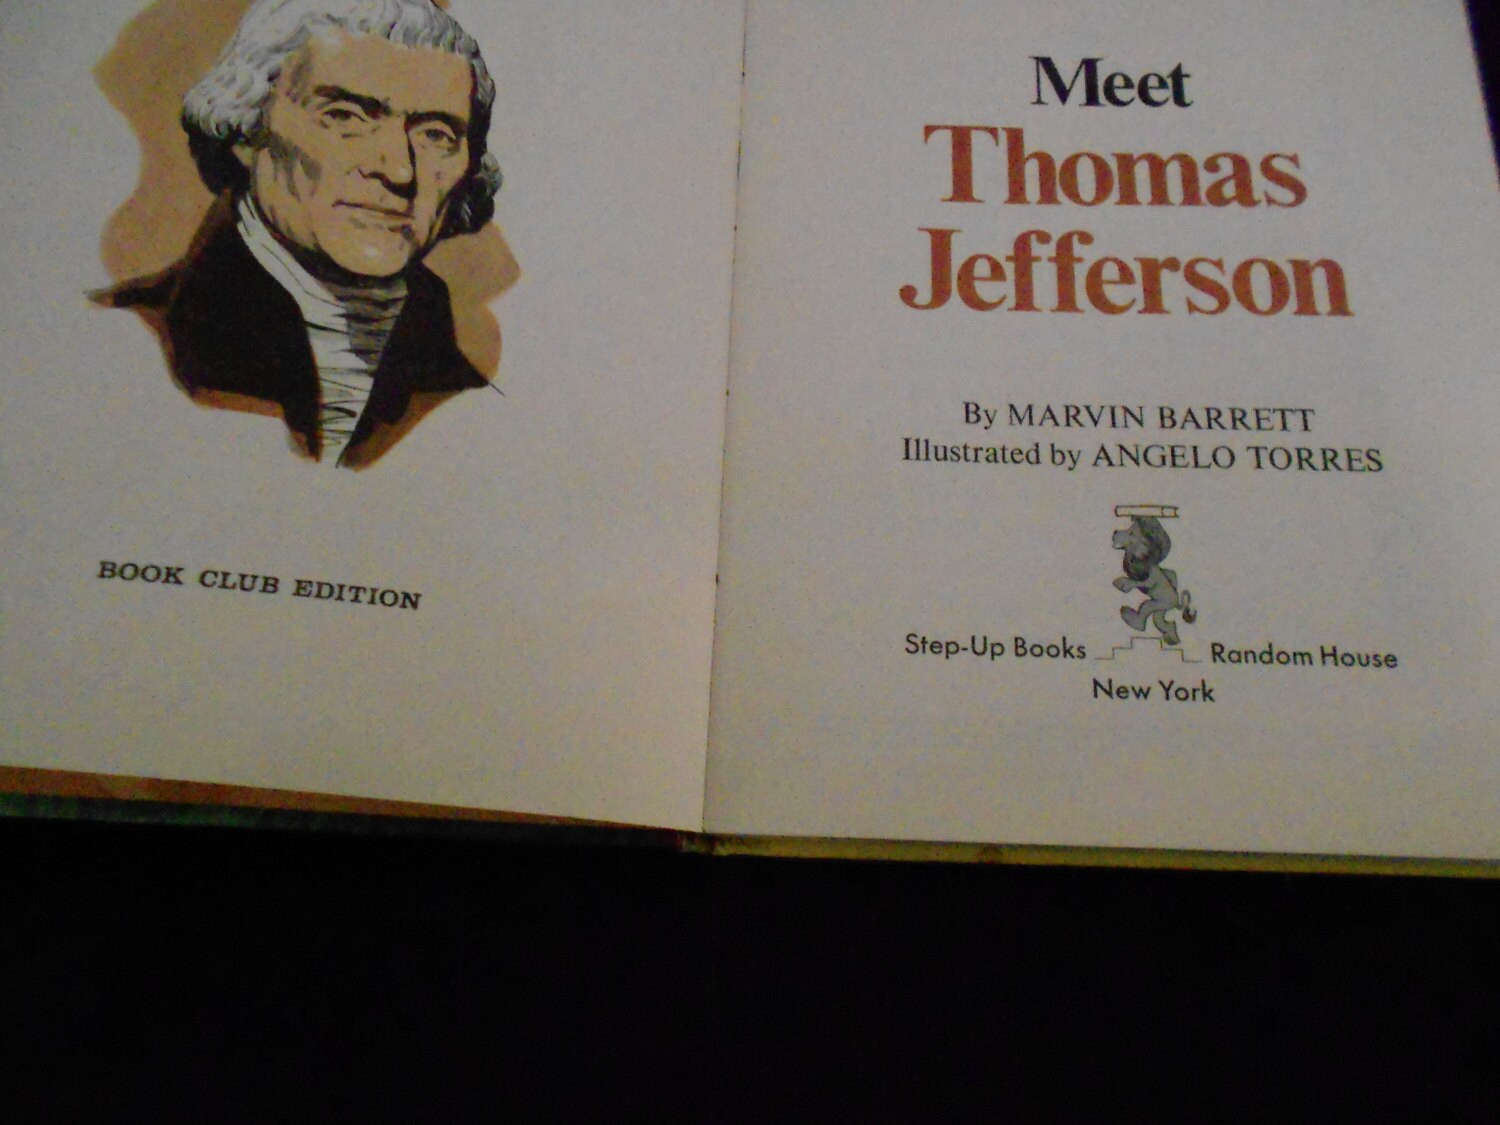 BOOK CLUB EDITION
Meet
Thomas
Jefferson
By MARVIN BARRETT
Illustrated by ANGELO TORRES
Step-Up Books Random House
New York